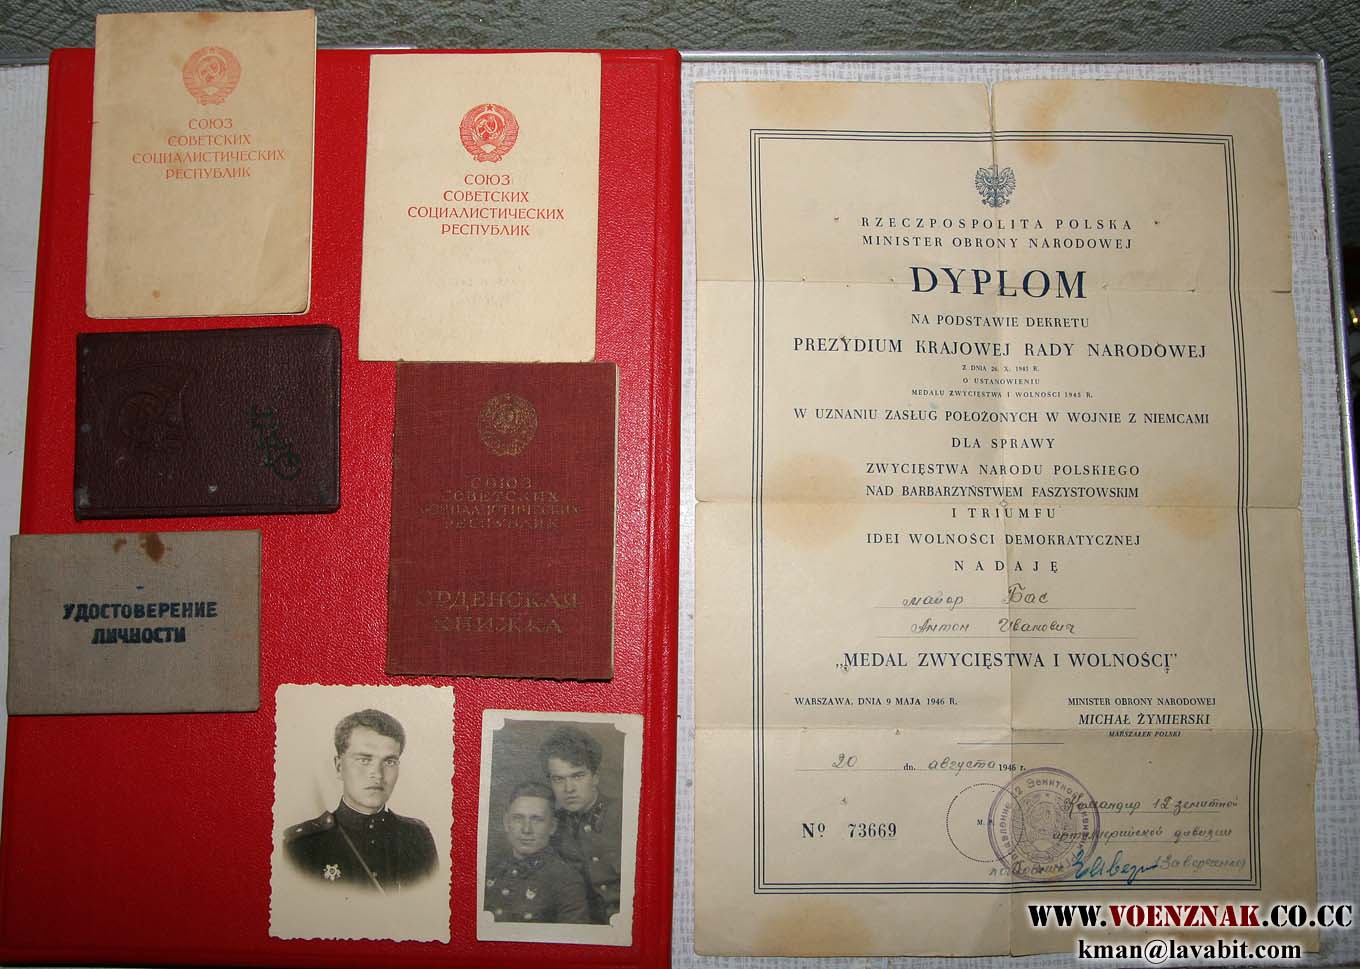 СОЮЗ
СОВЕТСКИХ
СОЦИАЛИСТИЧЕСКИХ
РЕСПУБЛИК
СОЮЗ
СОВЕТСКИХ
СОЦИАЛИСТИЧЕСКИХ
РЕСПУБЛИК
СОЮЗ
СОВЕТСКИХ
СОЦИАЛИСТИЧЕСКИХ
РЕСПУБЛИК
ОРДЕНСКАЯ
КНИЖКА
УДОСТОВЕРЕНИЕ
ЛИЧНОСТИ
RZECZPOSPOLITA POLSKA
MINISTER OBRONY NARODOWEJ
DYPLOM
NA PODSTAWIE DEKRETU
PREZYDIUM KRAJOWEJ RADY NARODOWEJ
Z DNIA 26. X. 1945 R.
O USTANOWIENIU
MEDALU ZWYCIĘSTWA I WOLNOŚCI 1945 R.
W UZNANIU ZASŁUG POŁOŻONYCH W WOJNIE Z NIEMCAMI
DLA SPRAWY
ZWYCIĘSTWA NARODU POLSKIEGO
NAD BARBARZYŃSTWEM FASZYSTOWSKIM
I TRIUMFU
IDEI WOLNOŚCI DEMOKRATYCZNEJ
NADAJĘ
майор Бас
Антон Иванович
„MEDAL ZWYCIĘSTWA I WOLNOŚCI"
WARSZAWA, DNIA 9 MAJA 1946 R.
MINISTER OBRONY NARODOWEJ
MICHAŁ ŻYMIERSKI
MARSZAŁEK POLSKI
20 dn. августа 1946 r.
M. P.
Командир 12 зенитной
артиллерийской дивизии
полковник
№ 73669
WWW.VOENZNAK.CO.CC
kman@lavabit.com